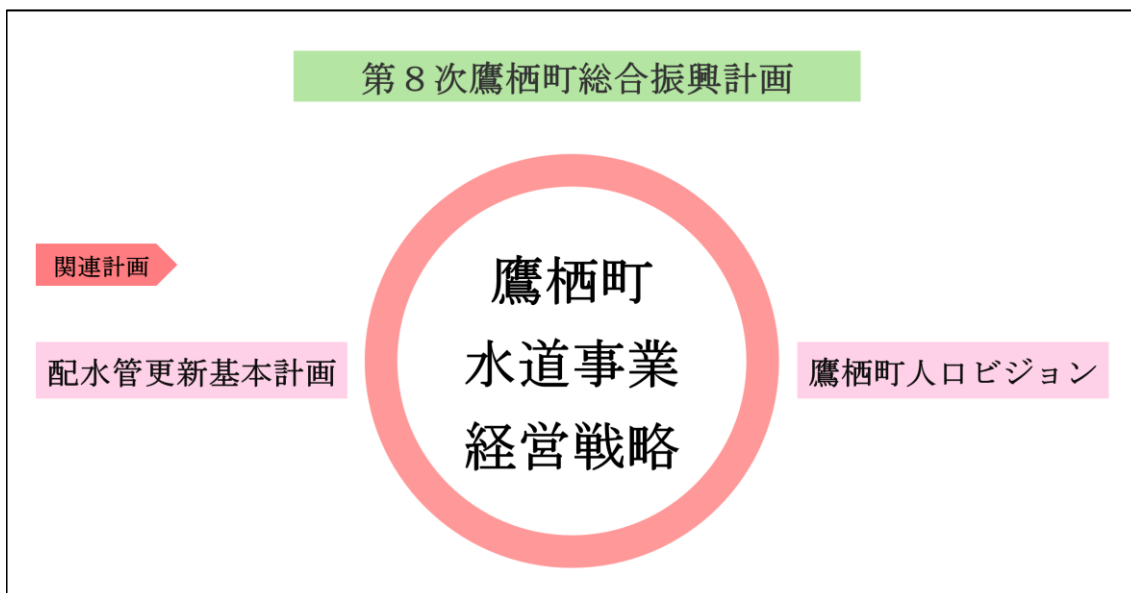 第８次鷹栖町総合振興計画
関連計画
配水管更新基本計画
鷹栖町
水道事業
経営戦略
鷹栖町人口ビジョン